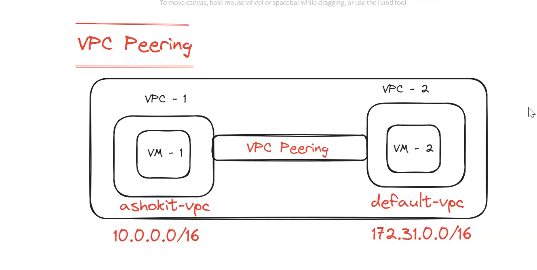 To move canvas, hold mouse wheel or spacebar while dragging, or use the hand tool
VPC Peering
VPC - 1
VPC - 2
VM - 1
VPC Peering
VM - 2
ashokit-vpc
default-vpc
10.0.0.0/16
172.31.0.0/16